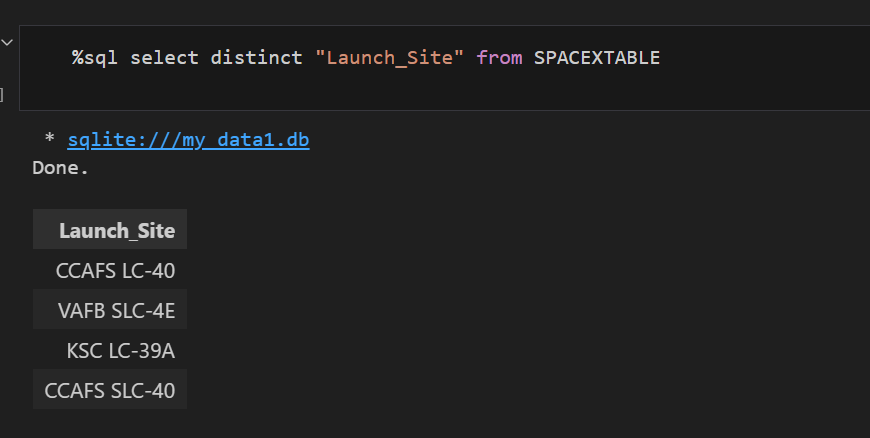 %sql select distinct "Launch_Site" from SPACEXTABLE
]
* sqlite:///my_data1.db
Done.
Launch_Site
CCAFS LC-40
VAFB SLC-4E
KSC LC-39A
CCAFS SLC-40